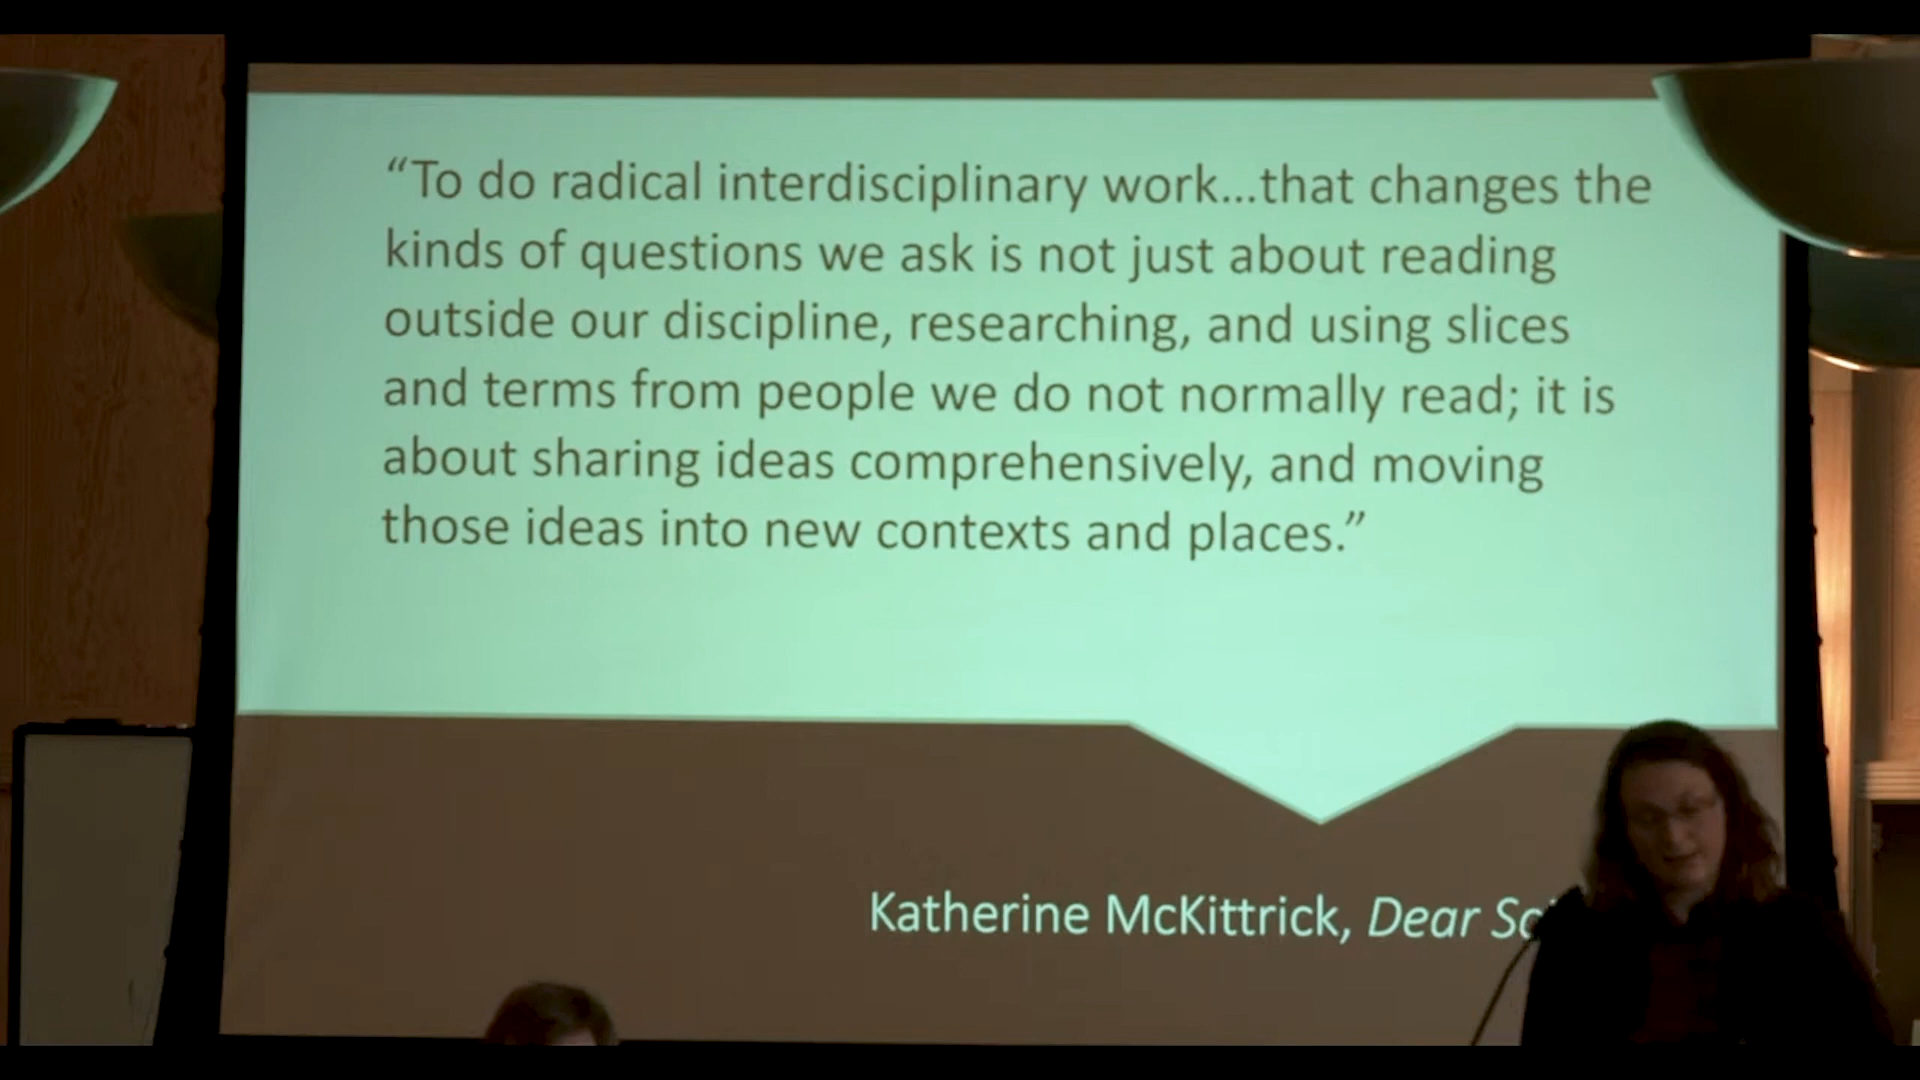 “To do radical interdisciplinary work...that changes the
kinds of questions we ask is not just about reading
outside our discipline, researching, and using slices
and terms from people we do not normally read; it is
about sharing ideas comprehensively, and moving
those ideas into new contexts and places.”
Katherine McKittrick, Dear